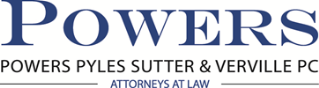 POWERS
POWERS PYLES SUTTER & VERVILLE PC
ATTORNEYS AT LAW